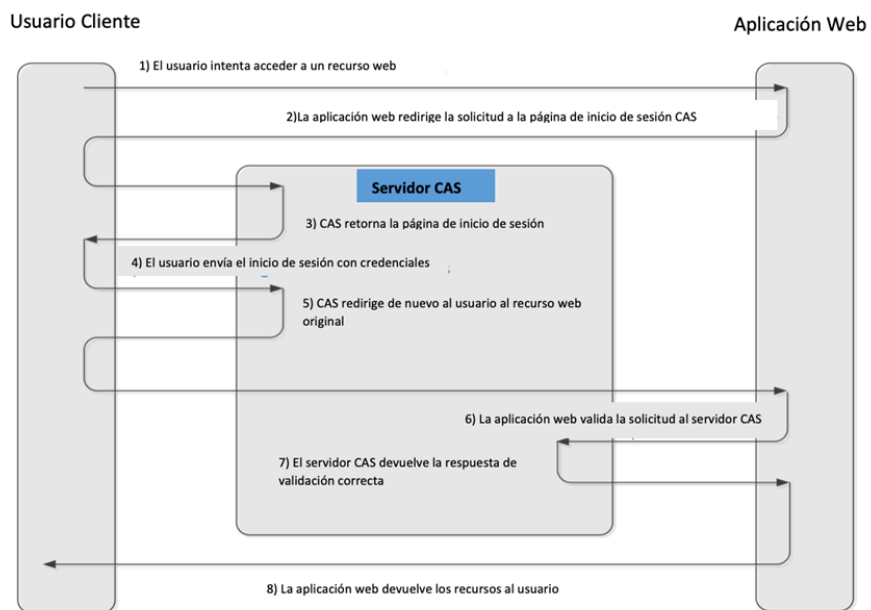 Usuario Cliente
Aplicación Web
1) El usuario intenta acceder a un recurso web
2)La aplicación web redirige la solicitud a la página de inicio de sesión CAS
Servidor CAS
3) CAS retorna la página de inicio de sesión
4) El usuario envía el inicio de sesión con credenciales
5) CAS redirige de nuevo al usuario al recurso web
original
6) La aplicación web valida la solicitud al servidor CAS
7) El servidor CAS devuelve la respuesta de
validación correcta
8) La aplicación web devuelve los recursos al usuario